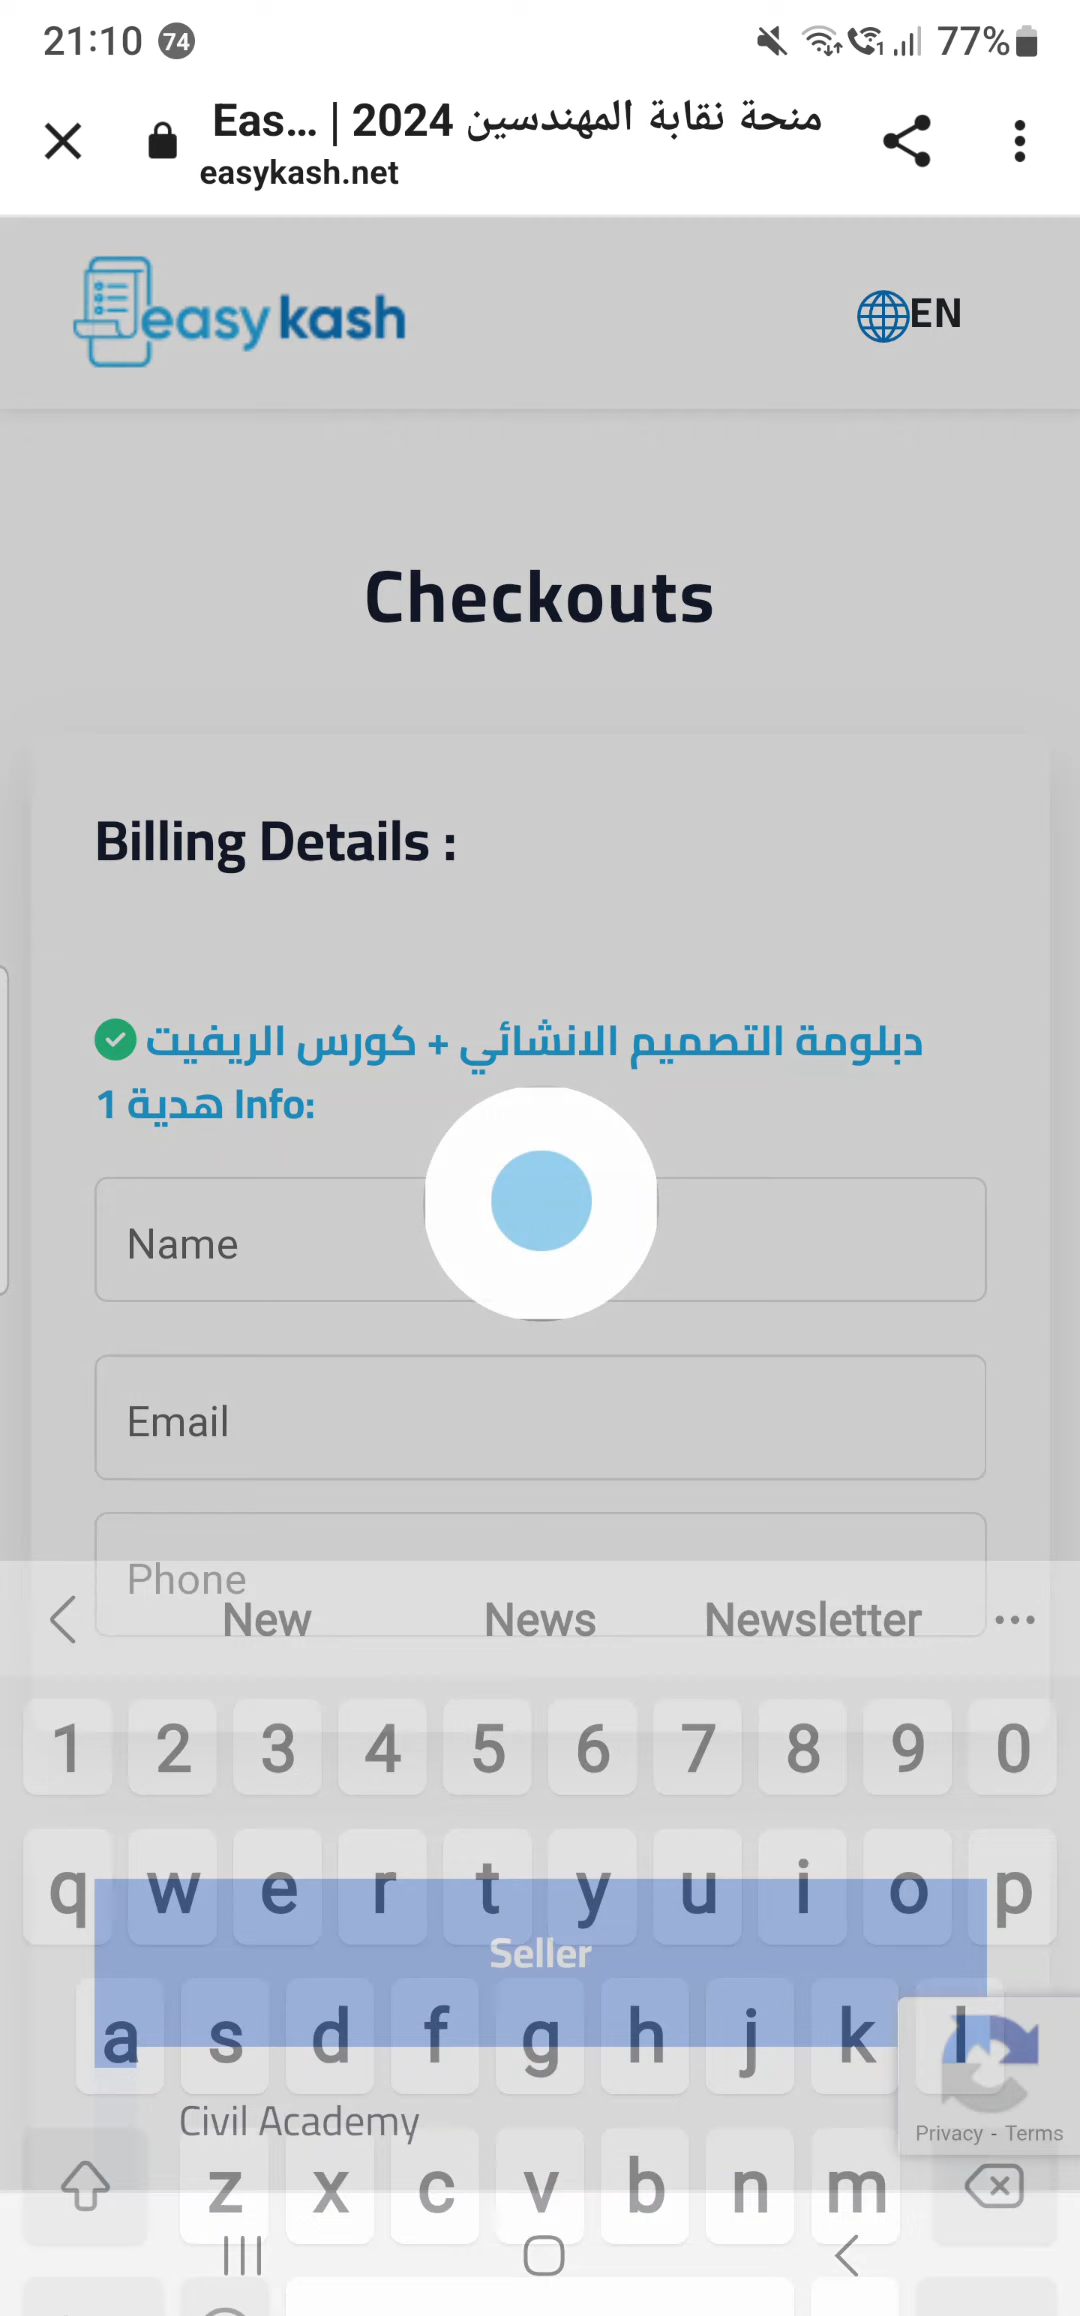 21:10 74 1 77%
Eas... | 2024 منحة نقابة المهندسين
easykash.net
easykash
EN
Checkouts
Billing Details :
دبلومة التصميم الانشائي + كورس الريفيت
هدية 1 Info:
Name
Email
Phone
New News Newsletter ...
1 2 3 4 5 6 7 8 9 0
q w e r t y u i o p
Seller
a s d f g h j k l
Privacy - Terms
Civil Academy
z x c v b n m